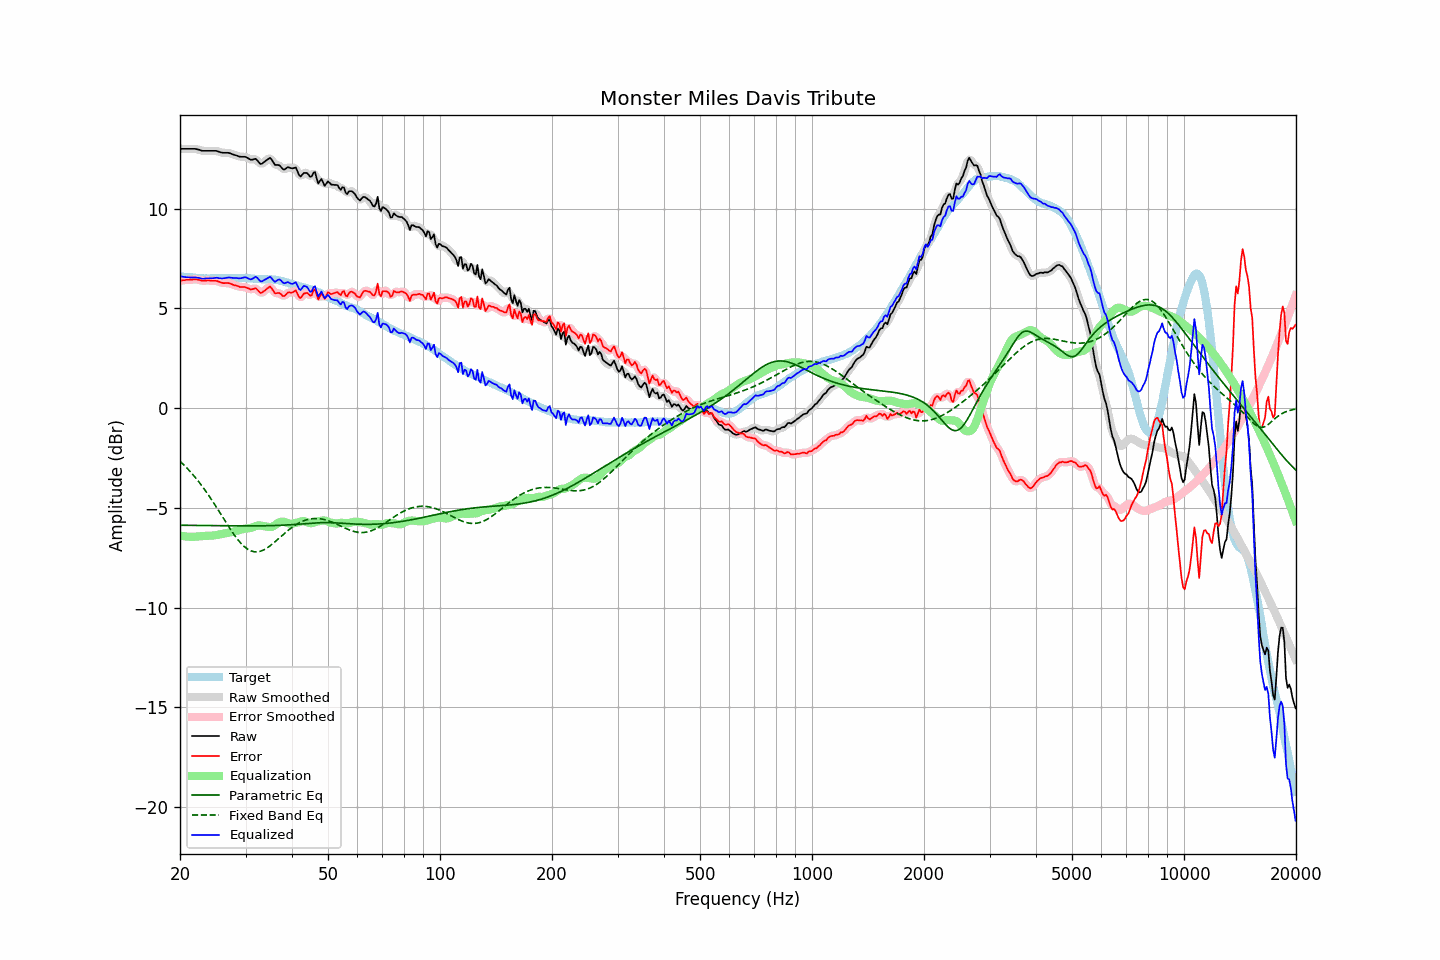 Monster Miles Davis Tribute
Amplitude (dBr)
10
5
0
−5
−10
−15
−20
Target
Raw Smoothed
Error Smoothed
Raw
Error
Equalization
Parametric Eq
Fixed Band Eq
Equalized
20 50 100 200 500 1000 2000 5000 10000 20000
Frequency (Hz)